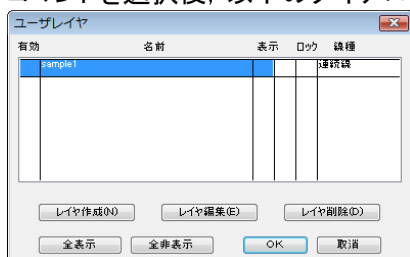 コマンドを選択後, 以下のダイアロ
ユーザレイヤ
有効 名前 表示 ロック 線種
sample1 連続線
レイヤ作成(N) レイヤ編集(E) レイヤ削除(D)
全表示 全非表示 OK 取消